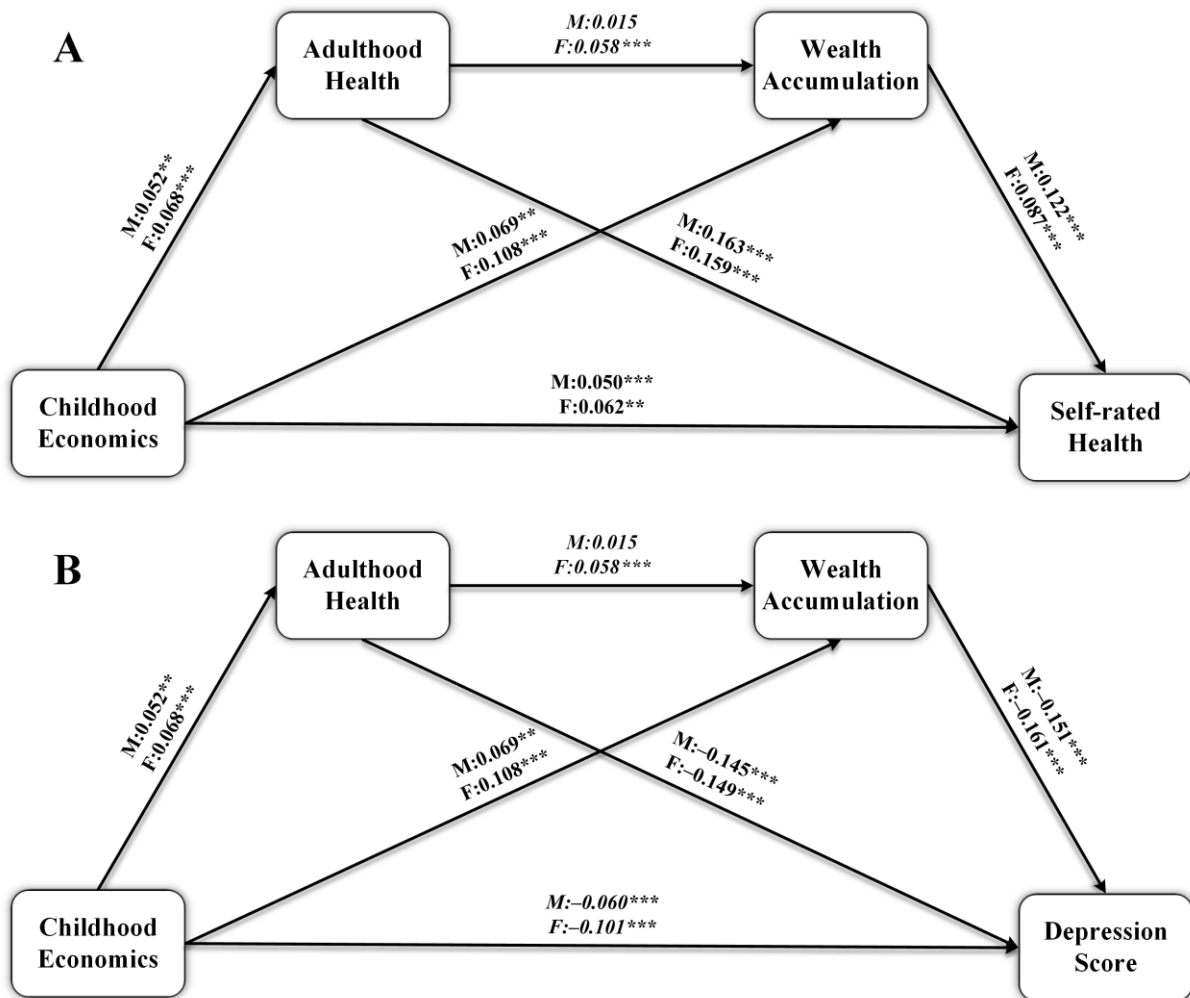 A
Adulthood
Health
M:0.015
F:0.058***
Wealth
Accumulation
M:0.052**
F:0.068***
M:0.069**
F:0.108***
M:0.163***
F:0.159***
M:0.122***
F:0.087***
Childhood
Economics
M:0.050***
F:0.062**
Self-rated
Health
B
Adulthood
Health
M:0.015
F:0.058***
Wealth
Accumulation
M:0.052**
F:0.068***
M:0.069**
F:0.108***
M:–0.145***
F:–0.149***
M:–0.151***
F:–0.161***
Childhood
Economics
M:–0.060***
F:–0.101***
Depression
Score